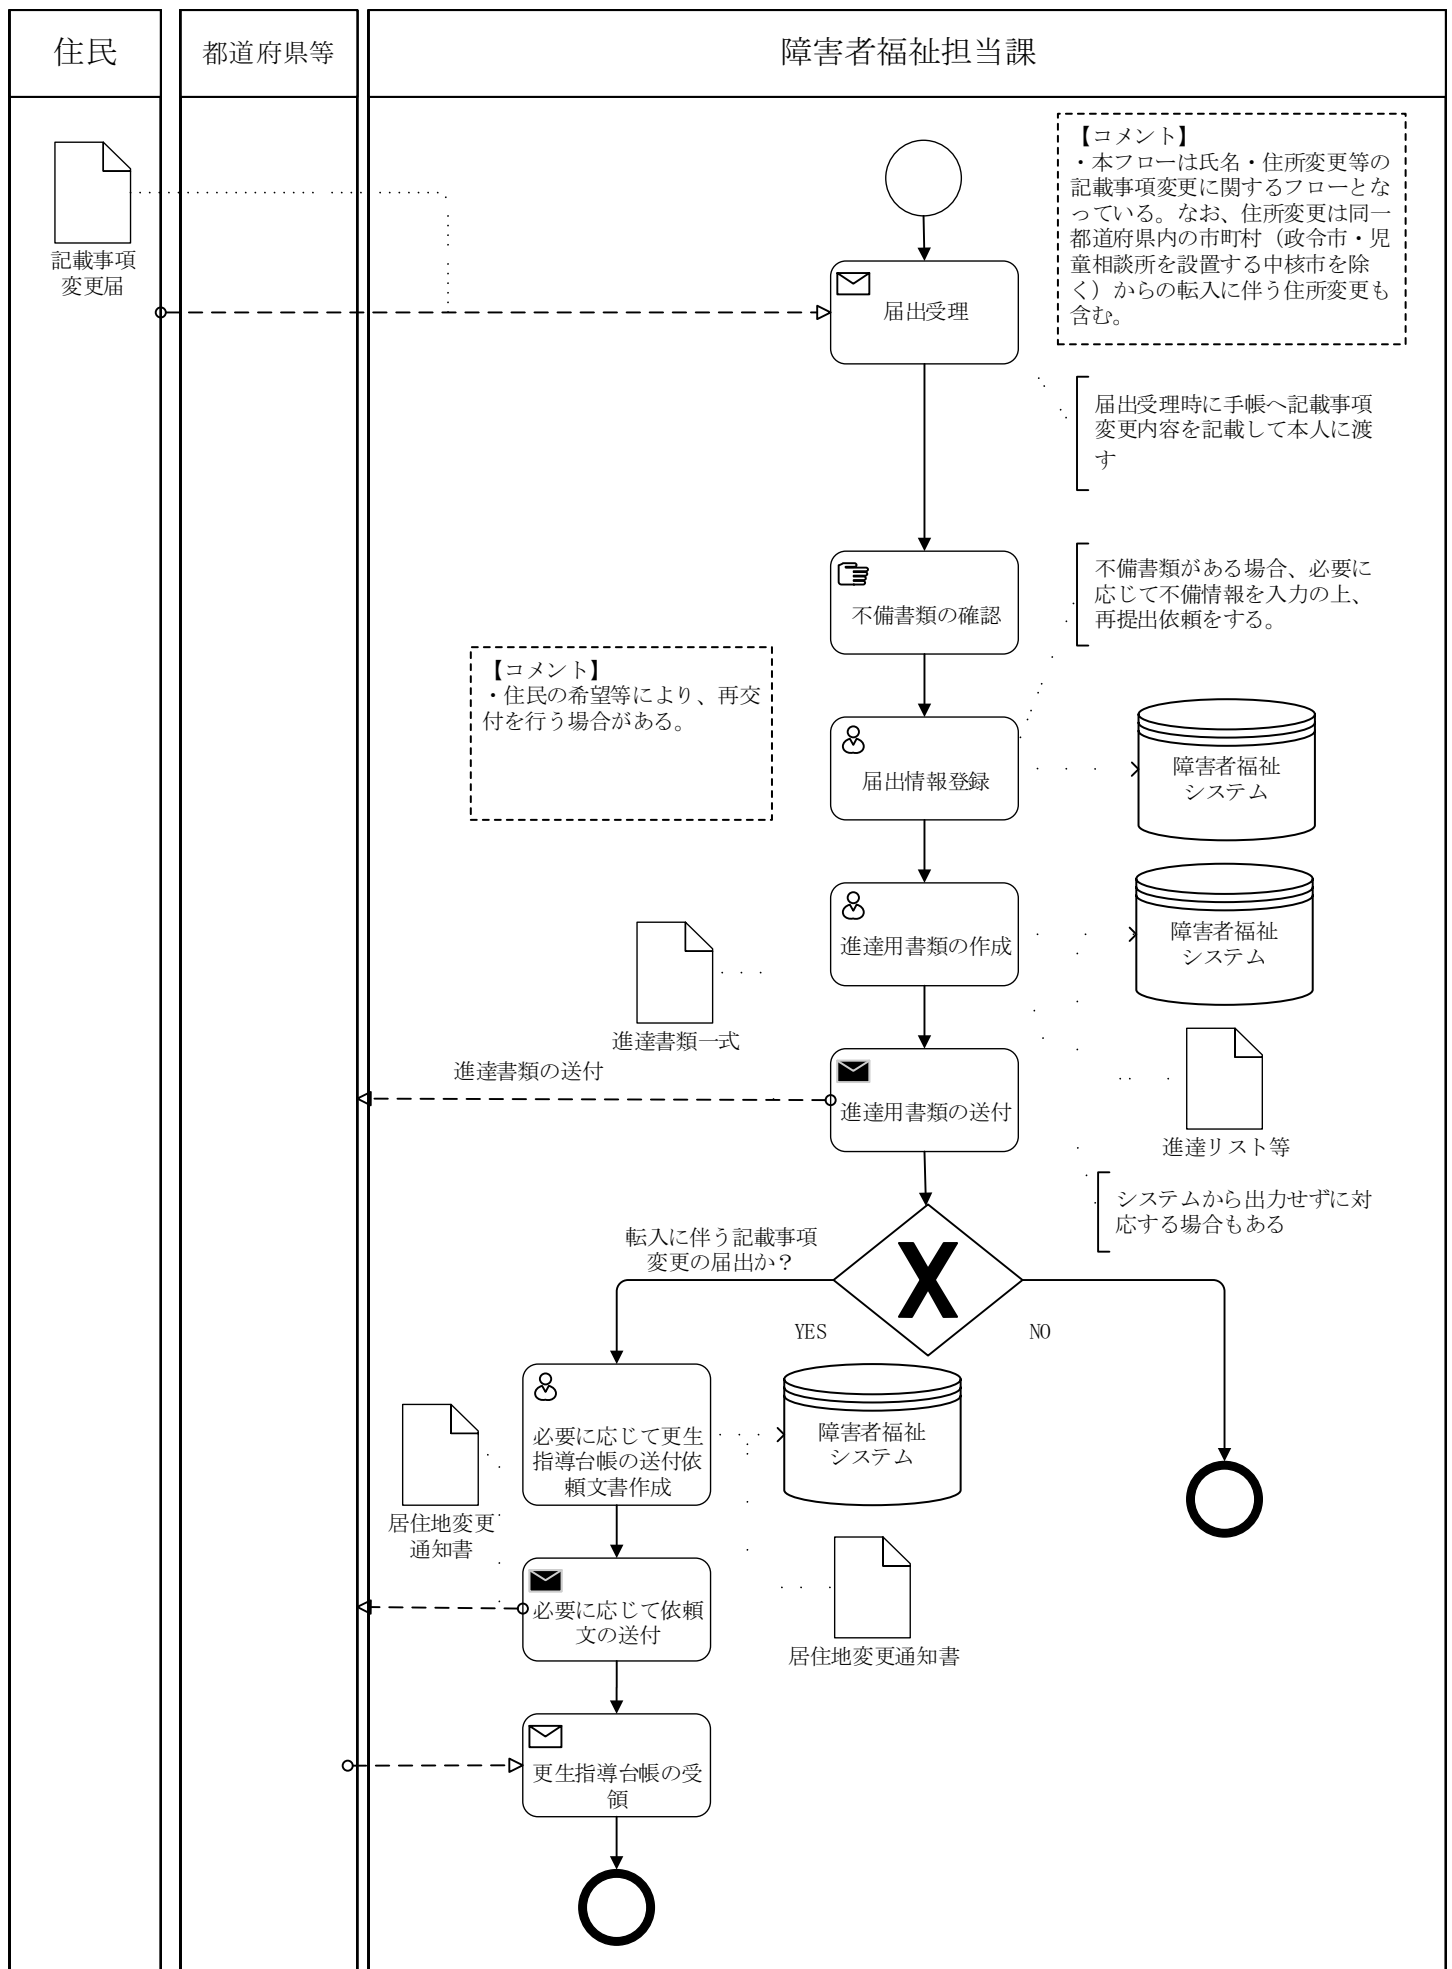 住民
都道府県等
障害者福祉担当課
【コメント】
・本フローは氏名・住所変更等の
記載事項変更に関するフローとな
っている。なお、住所変更は同一
都道府県内の市町村（政令市・児
童相談所を設置する中核市を除
く）からの転入に伴う住所変更も
含む。
記載事項
変更届
届出受理
届出受理時に手帳へ記載事項
変更内容を記載して本人に渡
す
不備書類の確認
不備書類がある場合、必要に
応じて不備情報を入力の上、
再提出依頼をする。
【コメント】
・住民の希望等により、再交
付を行う場合がある。
届出情報登録
障害者福祉
システム
進達用書類の作成
障害者福祉
システム
進達書類一式
進達書類の送付
進達用書類の送付
進達リスト等
システムから出力せずに対
応する場合もある
転入に伴う記載事項
変更の届出か？
X
YES
NO
必要に応じて更生
指導台帳の送付依
頼文書作成
障害者福祉
システム
居住地変更
通知書
必要に応じて依頼
文の送付
居住地変更通知書
更生指導台帳の受
領